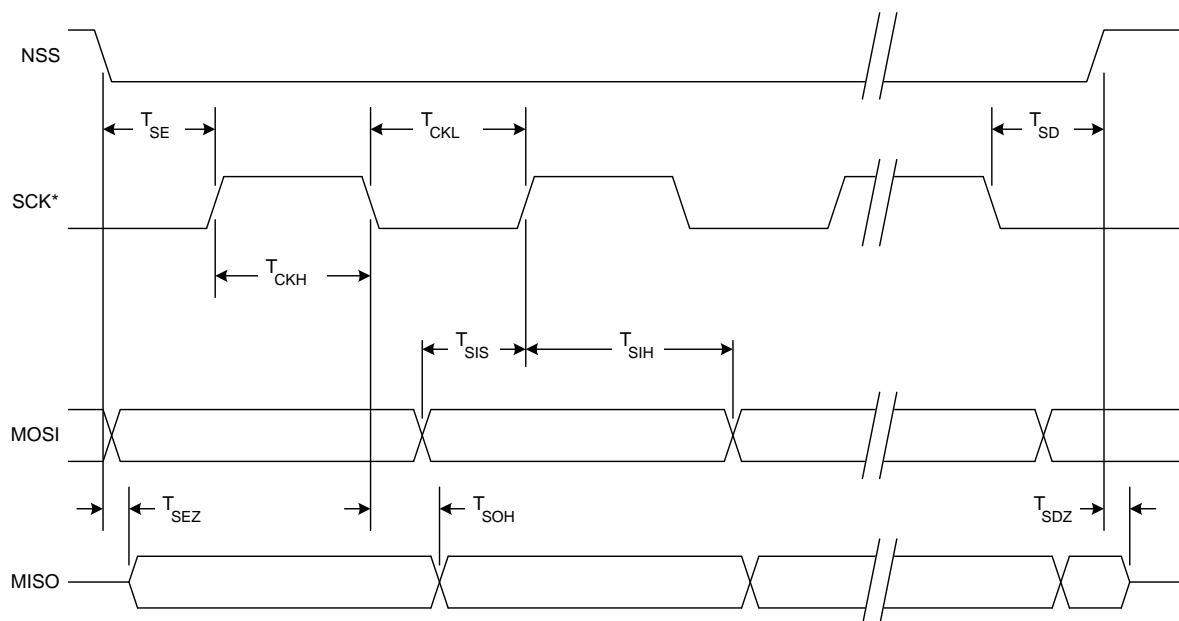 NSS
T_SE
T_CKL
T_SD
SCK*
T_CKH
T_SIS
T_SIH
MOSI
T_SEZ
T_SOH
T_SDZ
MISO